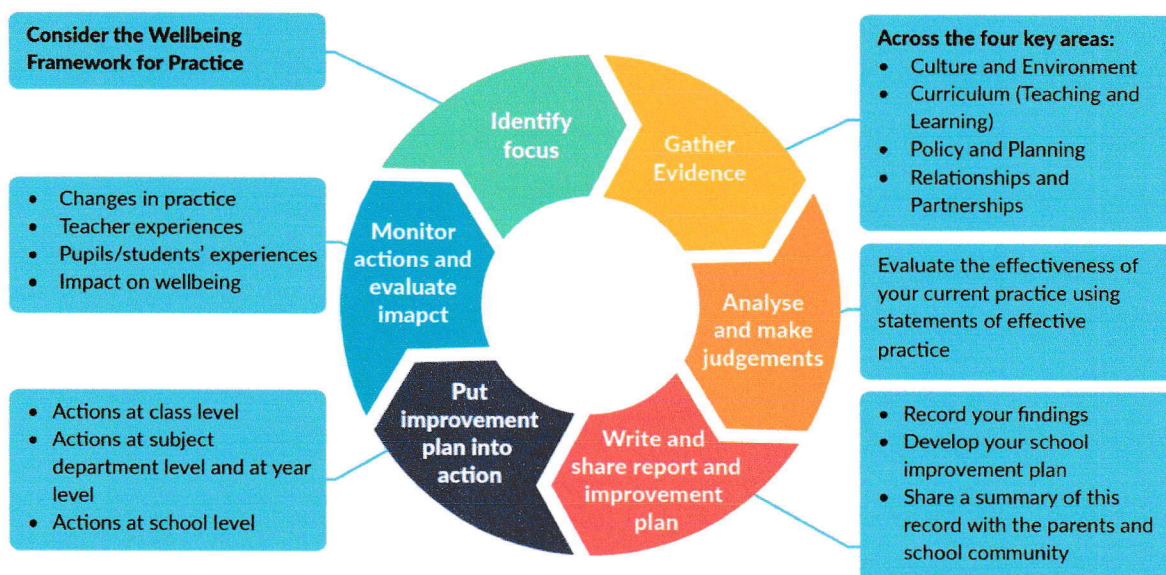 Consider the Wellbeing
Framework for Practice
Identify
focus
Gather
Evidence
Across the four key areas:
• Culture and Environment
• Curriculum (Teaching and
Learning)
• Policy and Planning
• Relationships and
Partnerships
Analyse
and make
judgements
Evaluate the effectiveness of
your current practice using
statements of effective
practice
Write and
share report and
improvement
plan
• Record your findings
• Develop your school
improvement plan
• Share a summary of this
record with the parents and
school community
Put
improvement
plan into
action
• Actions at class level
• Actions at subject
department level and at year
level
• Actions at school level
Monitor
actions and
evaluate
imapct
• Changes in practice
• Teacher experiences
• Pupils/students' experiences
• Impact on wellbeing